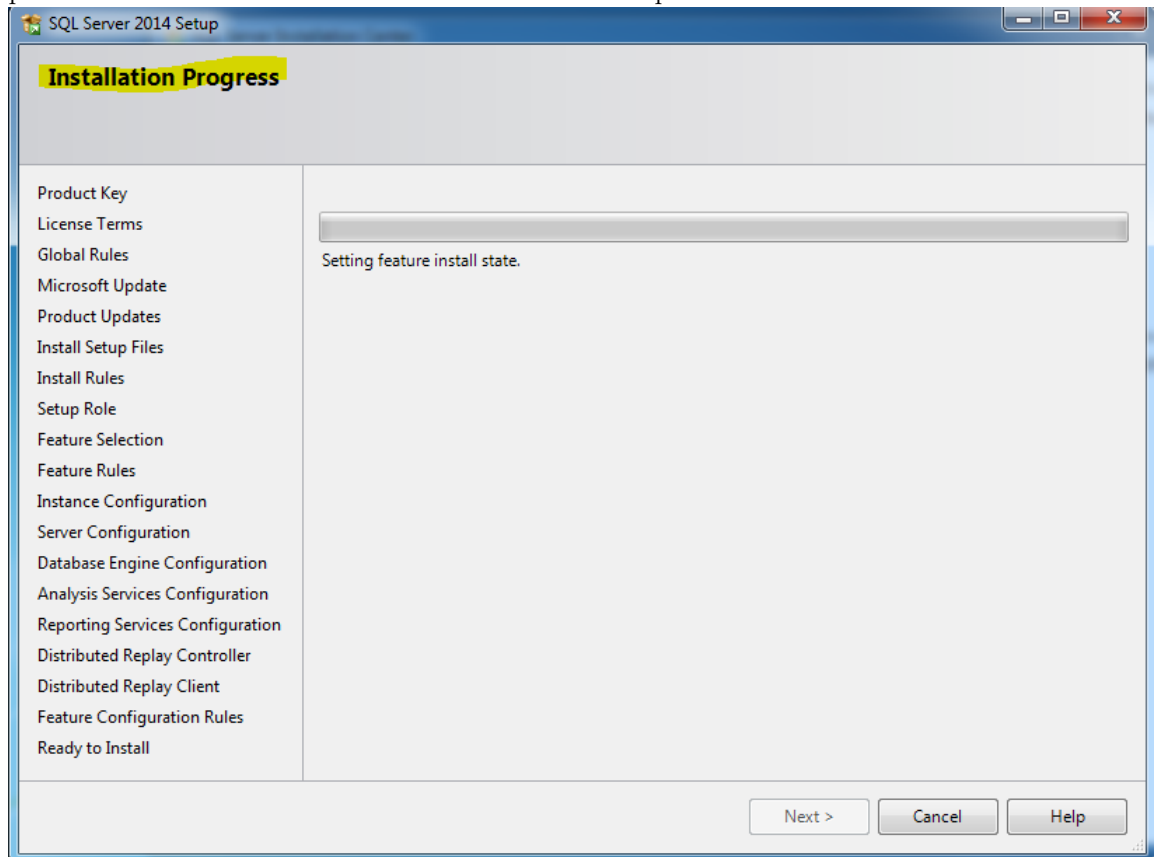 SQL Server 2014 Setup
Installation Progress
Product Key
License Terms
Global Rules
Microsoft Update
Product Updates
Install Setup Files
Install Rules
Setup Role
Feature Selection
Feature Rules
Instance Configuration
Server Configuration
Database Engine Configuration
Analysis Services Configuration
Reporting Services Configuration
Distributed Replay Controller
Distributed Replay Client
Feature Configuration Rules
Ready to Install
Setting feature install state.
Next >
Cancel
Help